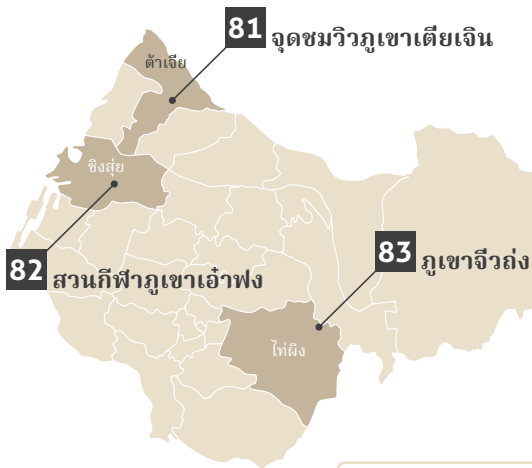 81 จุดชมวิวภูเขาเตียเจิน
ต้าเจีย
ชิงสุ่ย
82 สวนกีฬาภูเขาเอ๋าฟง
83 ภูเขาจีวถ่ง
ไท่ผิง